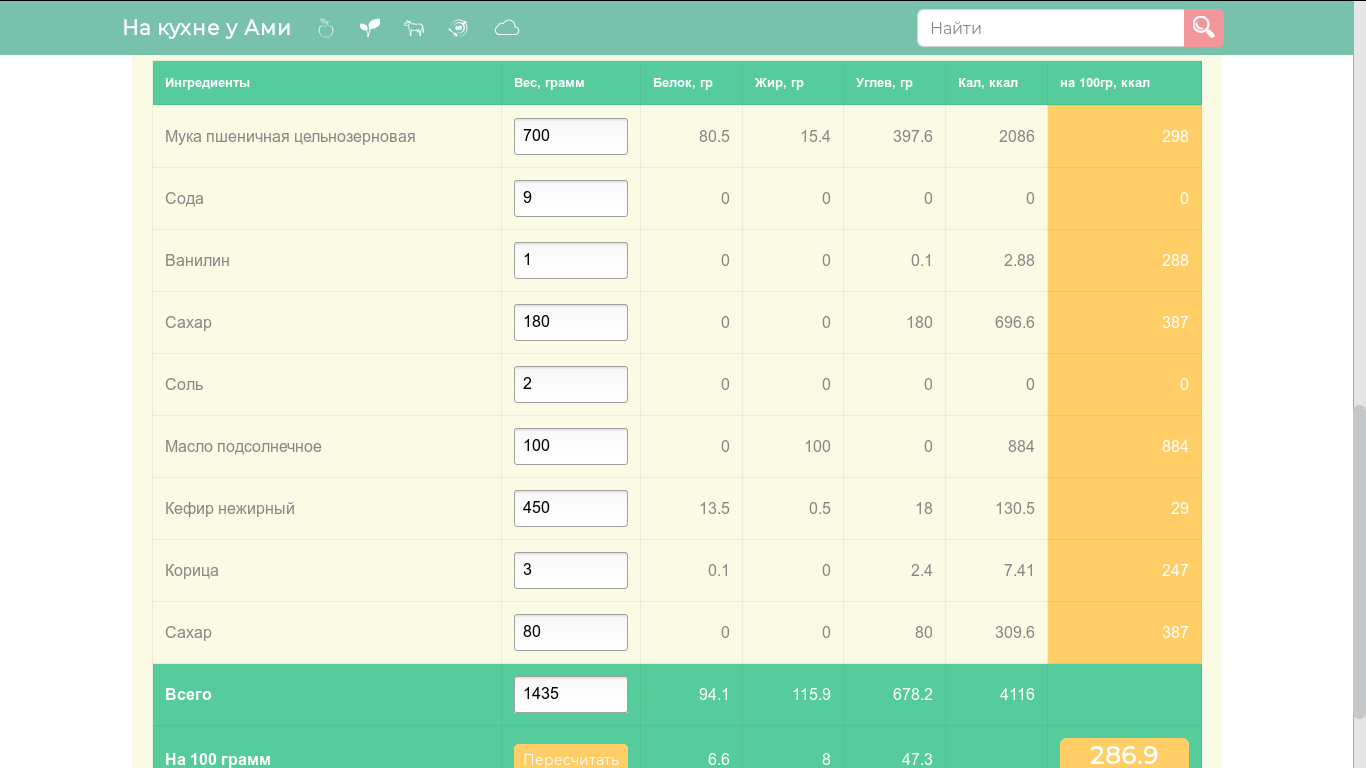 На кухне у Ами Найти
Ингредиенты Вес, грамм Белок, гр Жир, гр Углев, гр Кал, ккал на 100гр, ккал
Мука пшеничная цельнозерновая 700 80.5 15.4 397.6 2086 298
Сода 9 0 0 0 0 0
Ванилин 1 0 0 0.1 2.88 288
Сахар 180 0 0 180 696.6 387
Соль 2 0 0 0 0 0
Масло подсолнечное 100 0 100 0 884 884
Кефир нежирный 450 13.5 0.5 18 130.5 29
Корица 3 0.1 0 2.4 7.41 247
Сахар 80 0 0 80 309.6 387
Всего 1435 94.1 115.9 678.2 4116
На 100 грамм Пересчитать 6.6 8 47.3 286.9